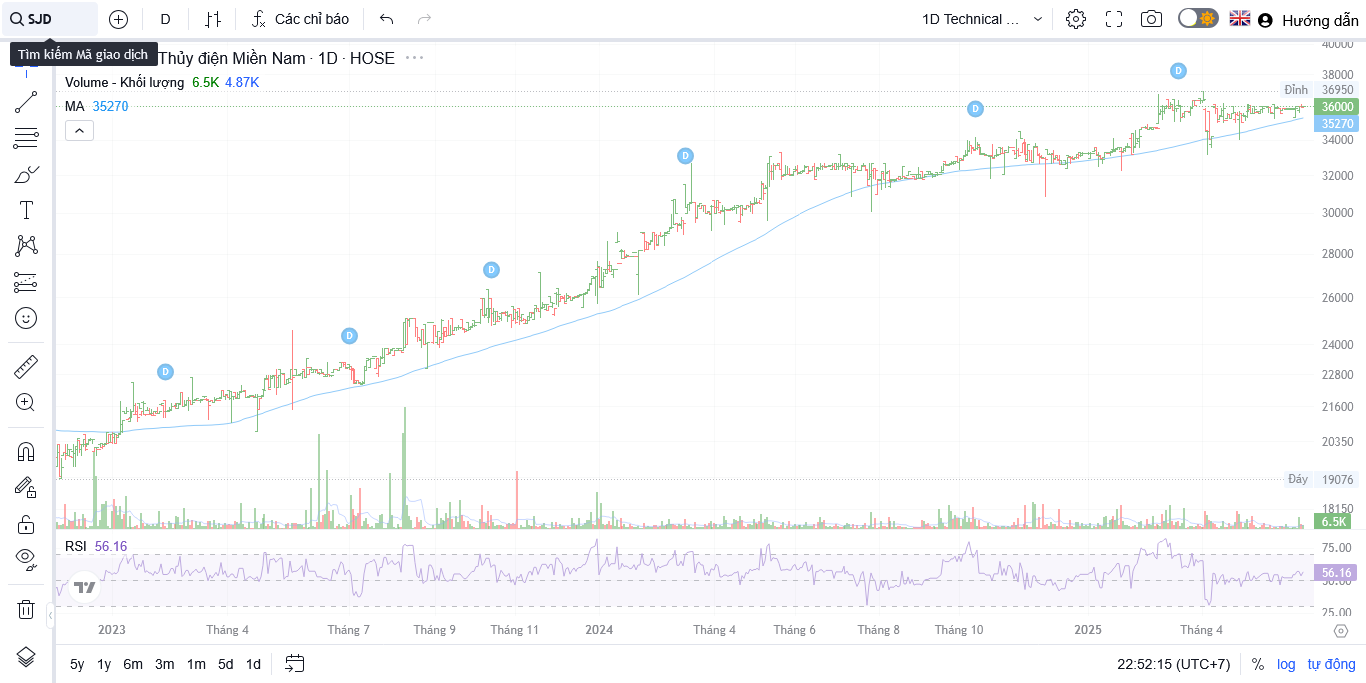 SJD
D
Các chỉ báo
1D Technical ...
Hướng dẫn
Tìm kiếm Mã giao dịch
Thủy điện Miền Nam · 1D · HOSE ···
Volume - Khối lượng 6.5K 4.87K
MA 35270
D
D
D
D
D
D
40000
38000
Đỉnh 36950
36000
35270
34000
32000
30000
28000
26000
24000
22800
21600
20350
Đáy 19076
18150
6.5K
RSI 56.16
75.00
56.16
50.00
25.00
2023 Tháng 4 Tháng 7 Tháng 9 Tháng 11 2024 Tháng 4 Tháng 6 Tháng 8 Tháng 10 2025 Tháng 4
5y 1y 6m 3m 1m 5d 1d
22:52:15 (UTC+7) % log tự động